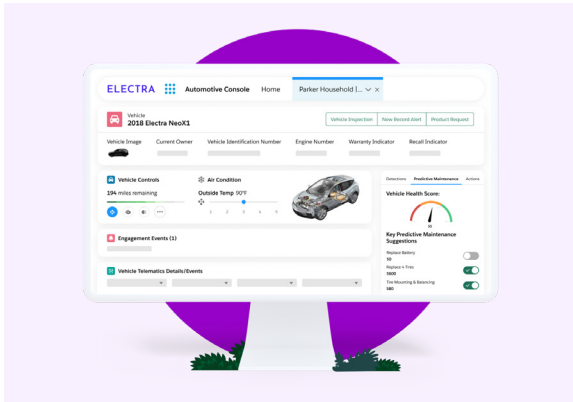 ELECTRA
Automotive Console
Home
Parker Household |...
Vehicle
2018 Electra NeoX1
Vehicle Inspection
New Record Alert
Product Request
Vehicle Image
Current Owner
Vehicle Identification Number
Engine Number
Warranty Indicator
Recall Indicator
Vehicle Controls
194 miles remaining
Air Condition
Outside Temp 90°F
1 2 3 4 5
Detections
Predictive Maintenance
Actions
Vehicle Health Score:
Key Predictive Maintenance
Suggestions
Replace Battery
50
Replace 4 Tires
$600
Tire Mounting & Balancing
$80
Engagement Events (1)
Vehicle Telematics Details/Events